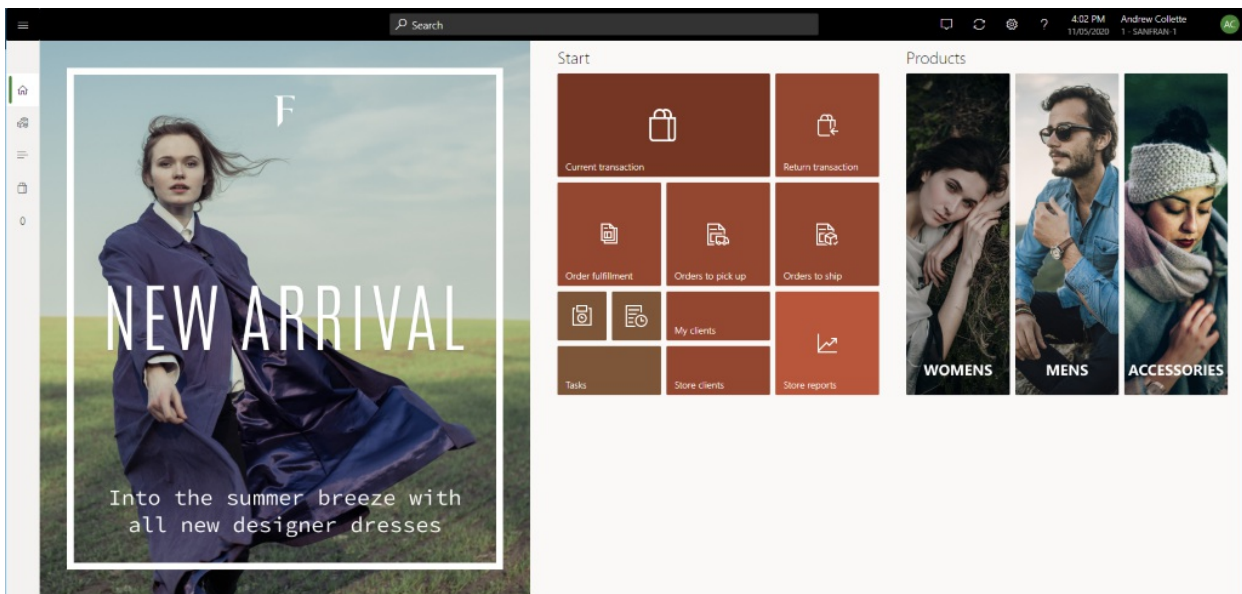 Search
4:02 PM
11/05/2020
Andrew Collette
1 - SANFRAN-1
AC
F
NEW ARRIVAL
Into the summer breeze with
all new designer dresses
Start
Current transaction
Return transaction
Order fulfillment
Orders to pick up
Orders to ship
My clients
Tasks
Store clients
Store reports
Products
WOMENS
MENS
ACCESSORIES